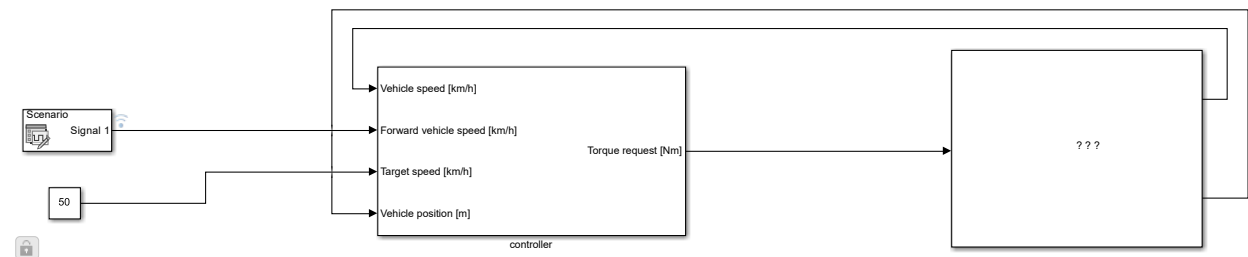 Scenario
Signal 1
50
Vehicle speed [km/h]
Forward vehicle speed [km/h]
Target speed [km/h]
Vehicle position [m]
Torque request [Nm]
controller
? ? ?